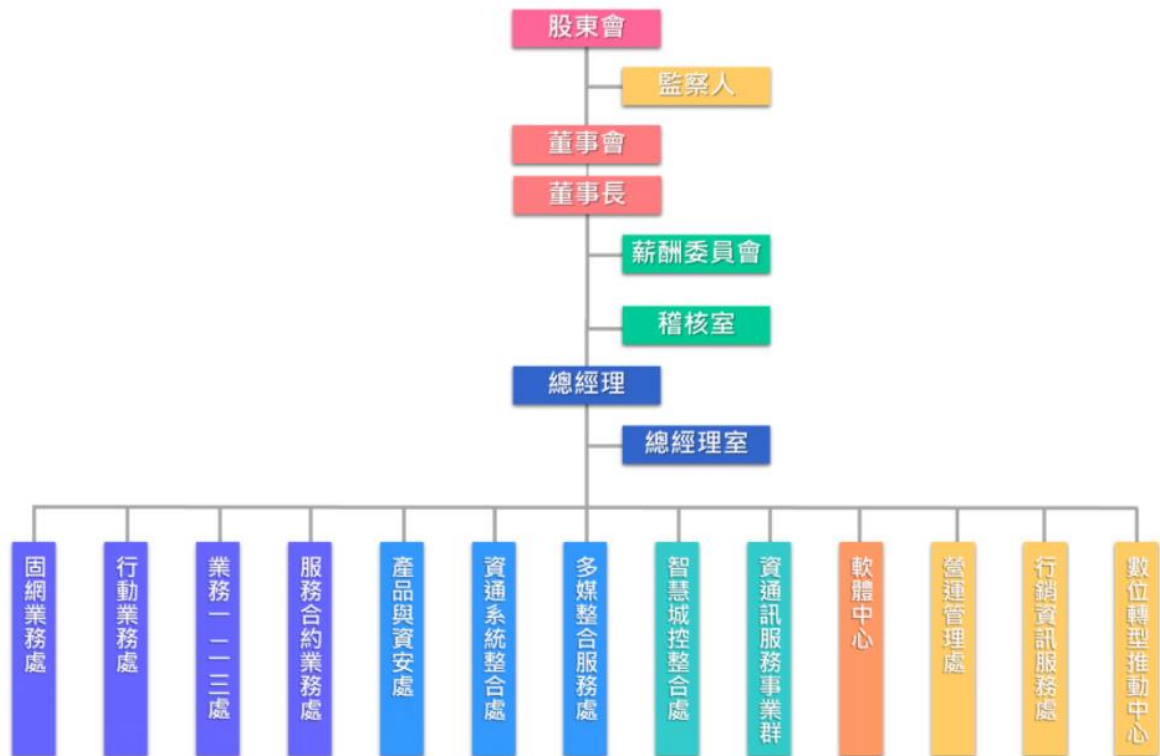 股東會
監察人
董事會
董事長
薪酬委員會
稽核室
總經理
總經理室
固網業務處
行動業務處
業務一二三處
服務合約業務處
產品與資安處
資通系統整合處
多媒整合服務處
智慧城控整合處
資通訊服務事業群
軟體中心
營運管理處
行銷資訊服務處
數位轉型推動中心